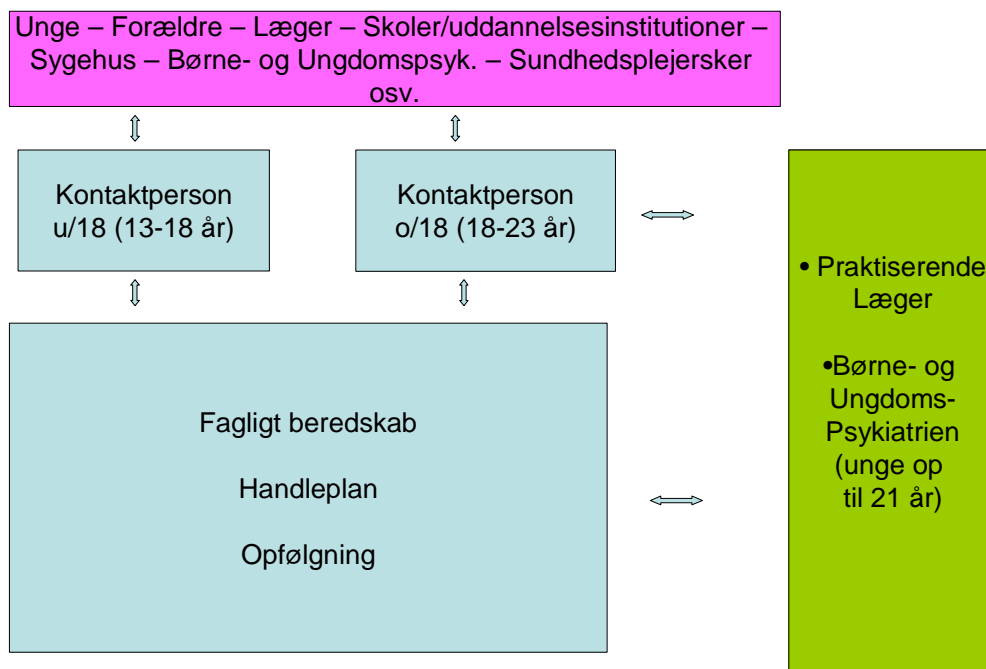 Unge – Forældre – Læger – Skoler/uddannelsesinstitutioner –
Sygehus – Børne- og Ungdomspsyk. – Sundhedsplejersker
osv.
Kontaktperson
u/18 (13-18 år)
Kontaktperson
o/18 (18-23 år)
Fagligt beredskab
Handleplan
Opfølgning
• Praktiserende
Læger
•Børne- og
Ungdoms-
Psykiatrien
(unge op
til 21 år)